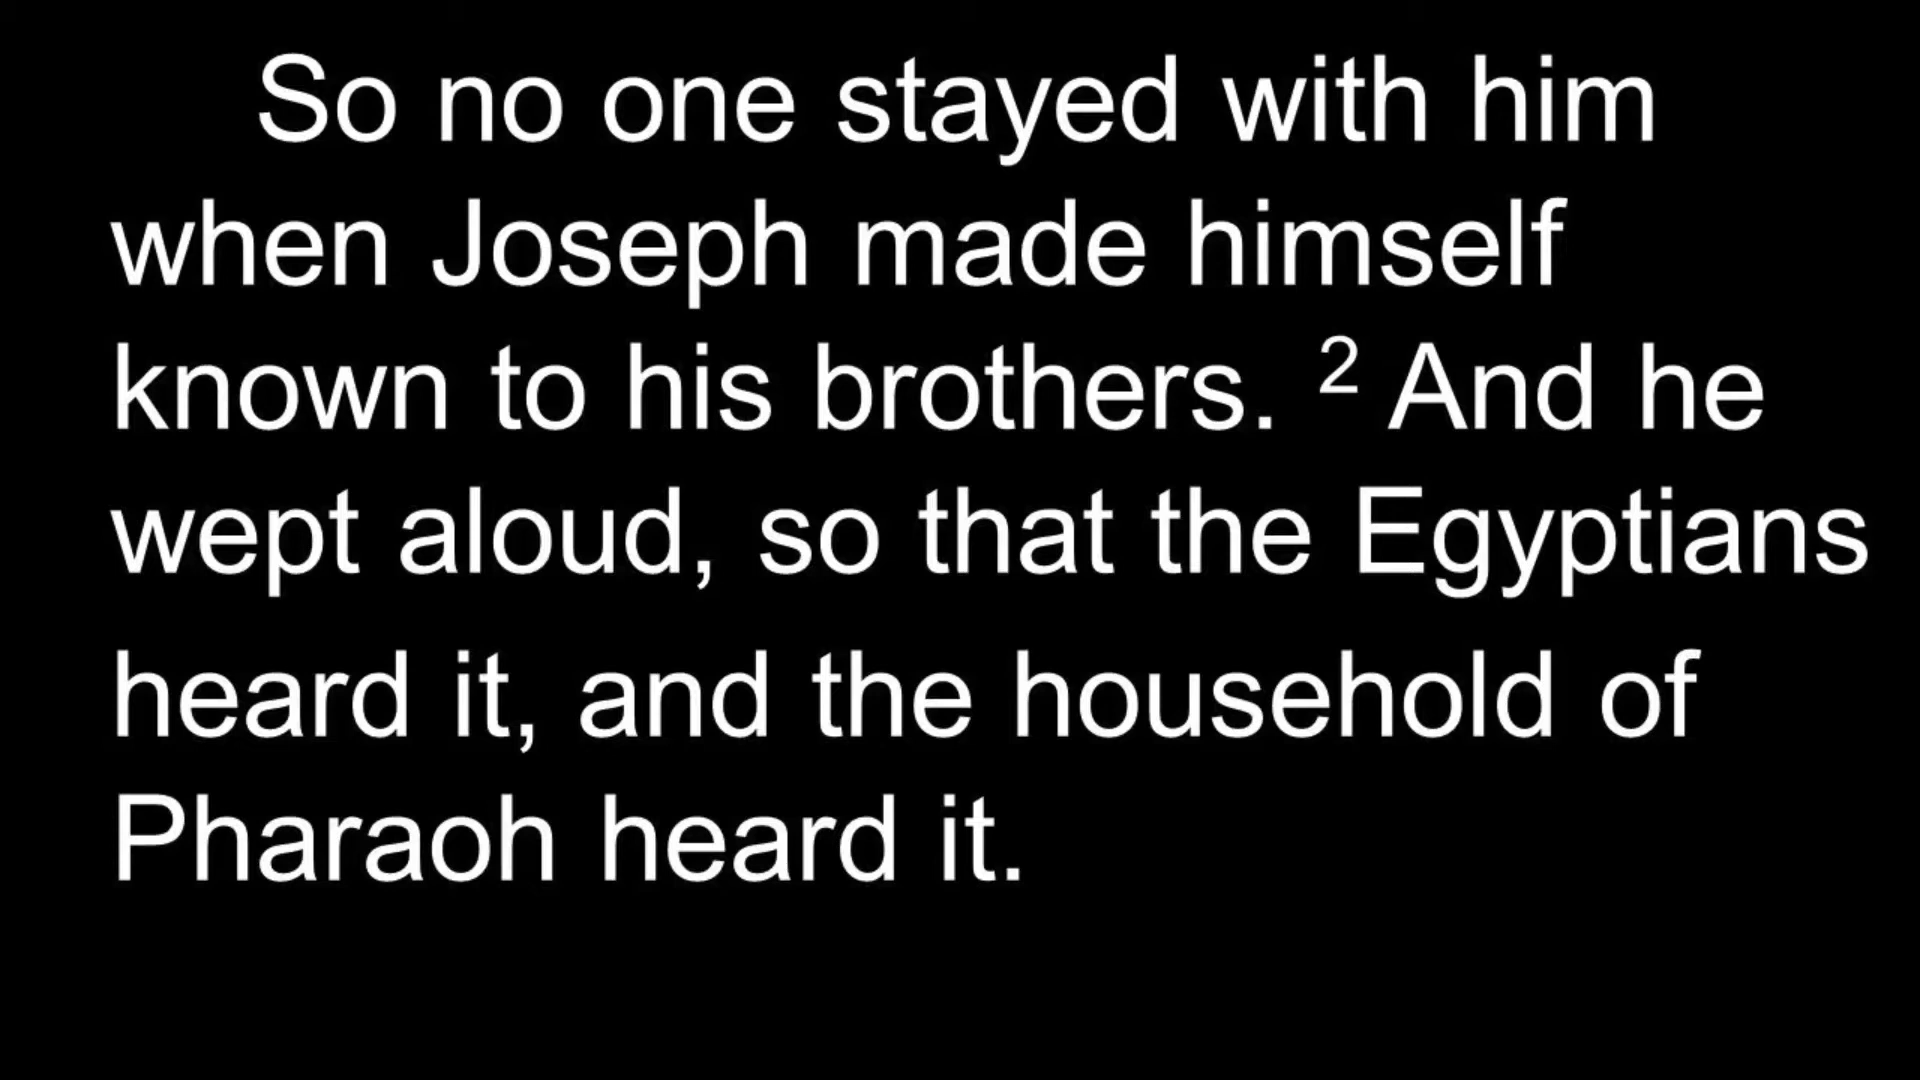 So no one stayed with him
when Joseph made himself
known to his brothers. ² And he
wept aloud, so that the Egyptians
heard it, and the household of
Pharaoh heard it.